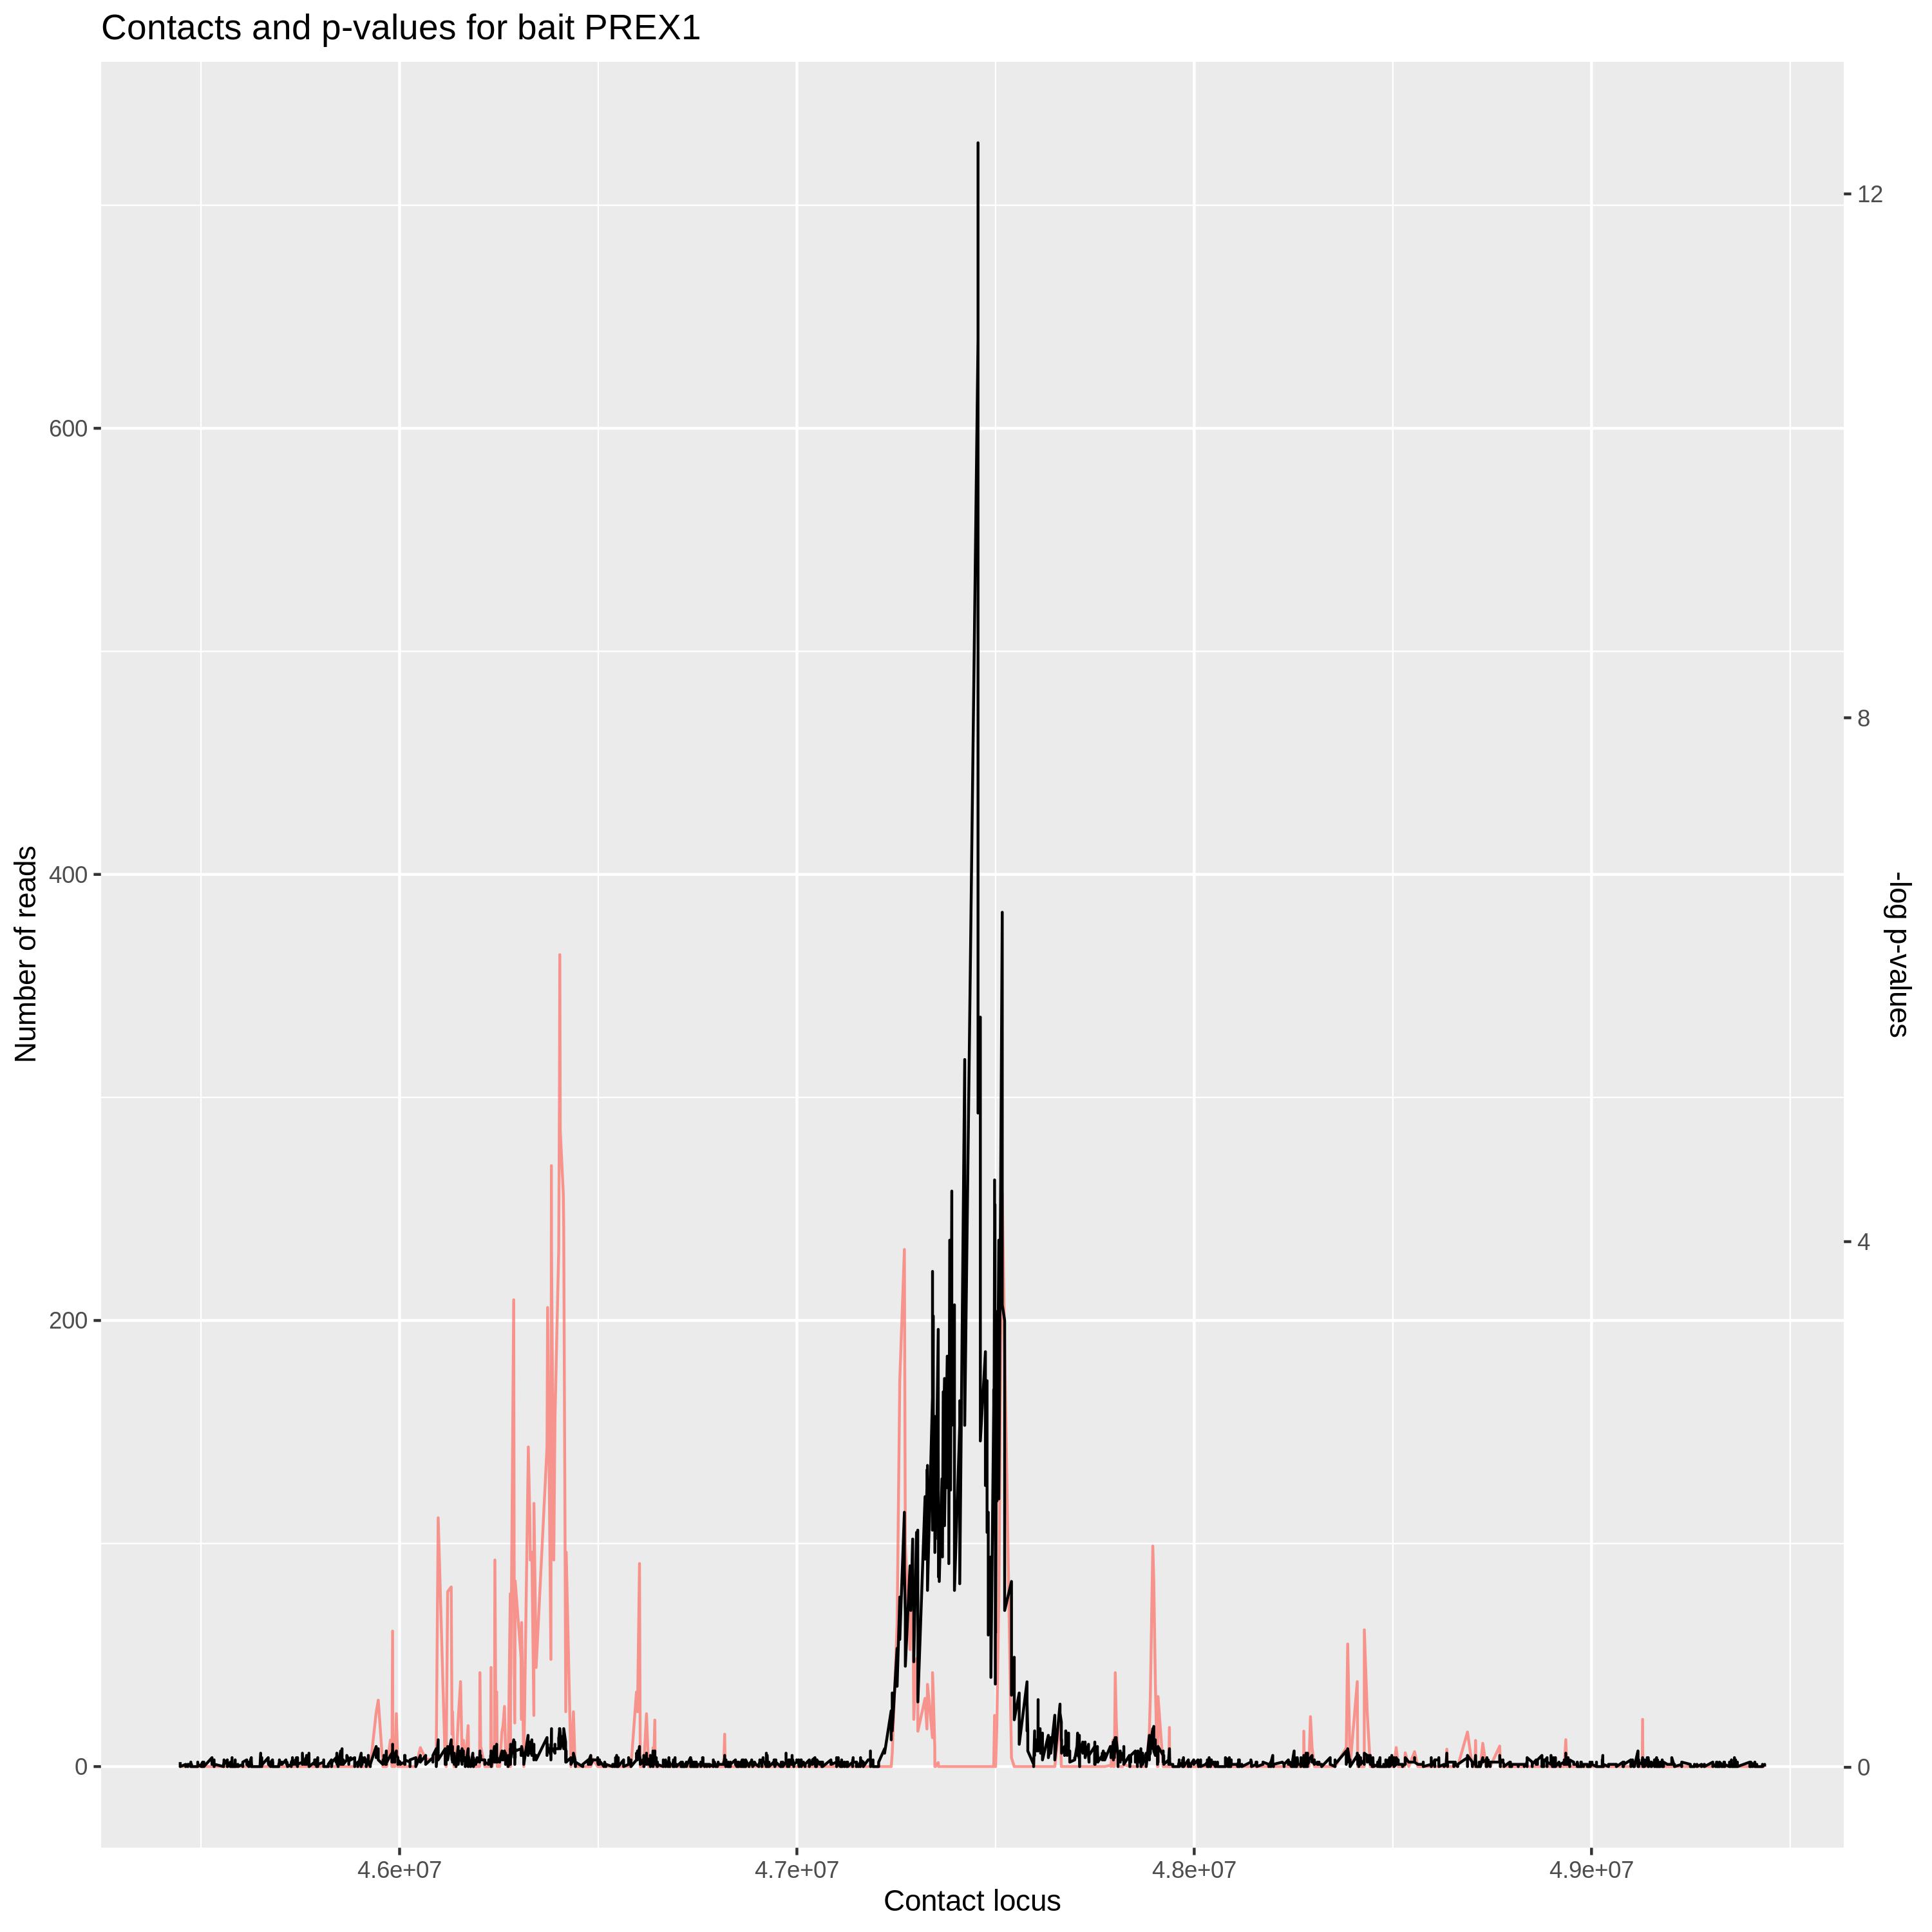 Contacts and p-values for bait PREX1
12
600
8
400
Number of reads
-log p-values
4
200
0
0
4.6e+07
4.7e+07
4.8e+07
4.9e+07
Contact locus